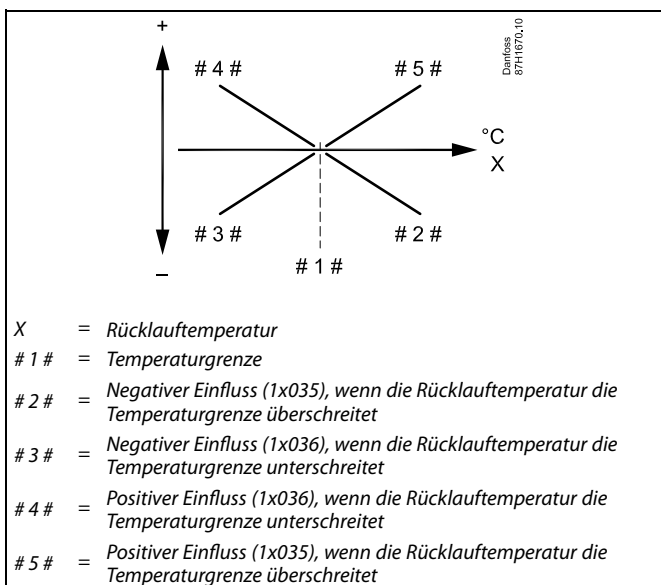 +
# 4 #
# 5 #
Danfoss
87H1670.10
°C
X
# 3 #
# 2 #
# 1 #
–
X = Rücklauftemperatur
# 1 # = Temperaturgrenze
# 2 # = Negativer Einfluss (1x035), wenn die Rücklauftemperatur die
Temperaturgrenze überschreitet
# 3 # = Negativer Einfluss (1x036), wenn die Rücklauftemperatur die
Temperaturgrenze unterschreitet
# 4 # = Positiver Einfluss (1x036), wenn die Rücklauftemperatur die
Temperaturgrenze unterschreitet
# 5 # = Positiver Einfluss (1x035), wenn die Rücklauftemperatur die
Temperaturgrenze überschreitet